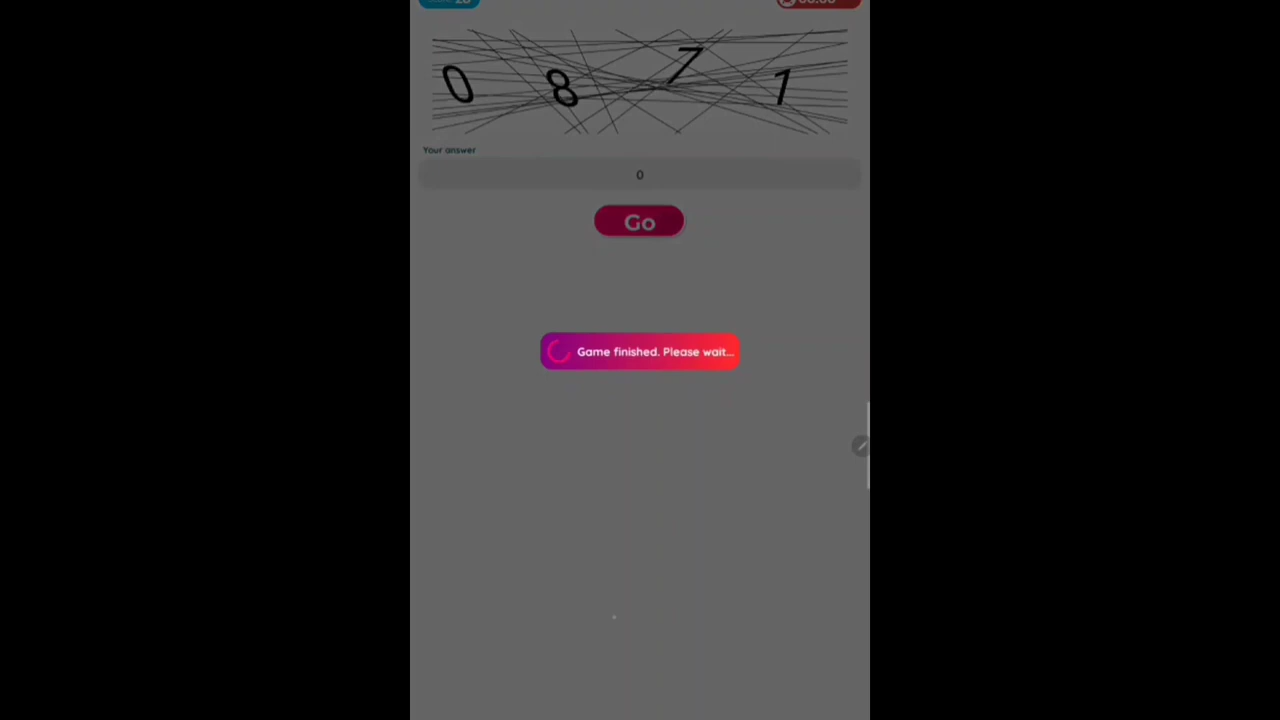 0 8 7 1
Your answer
0
Go
Game finished. Please wait...